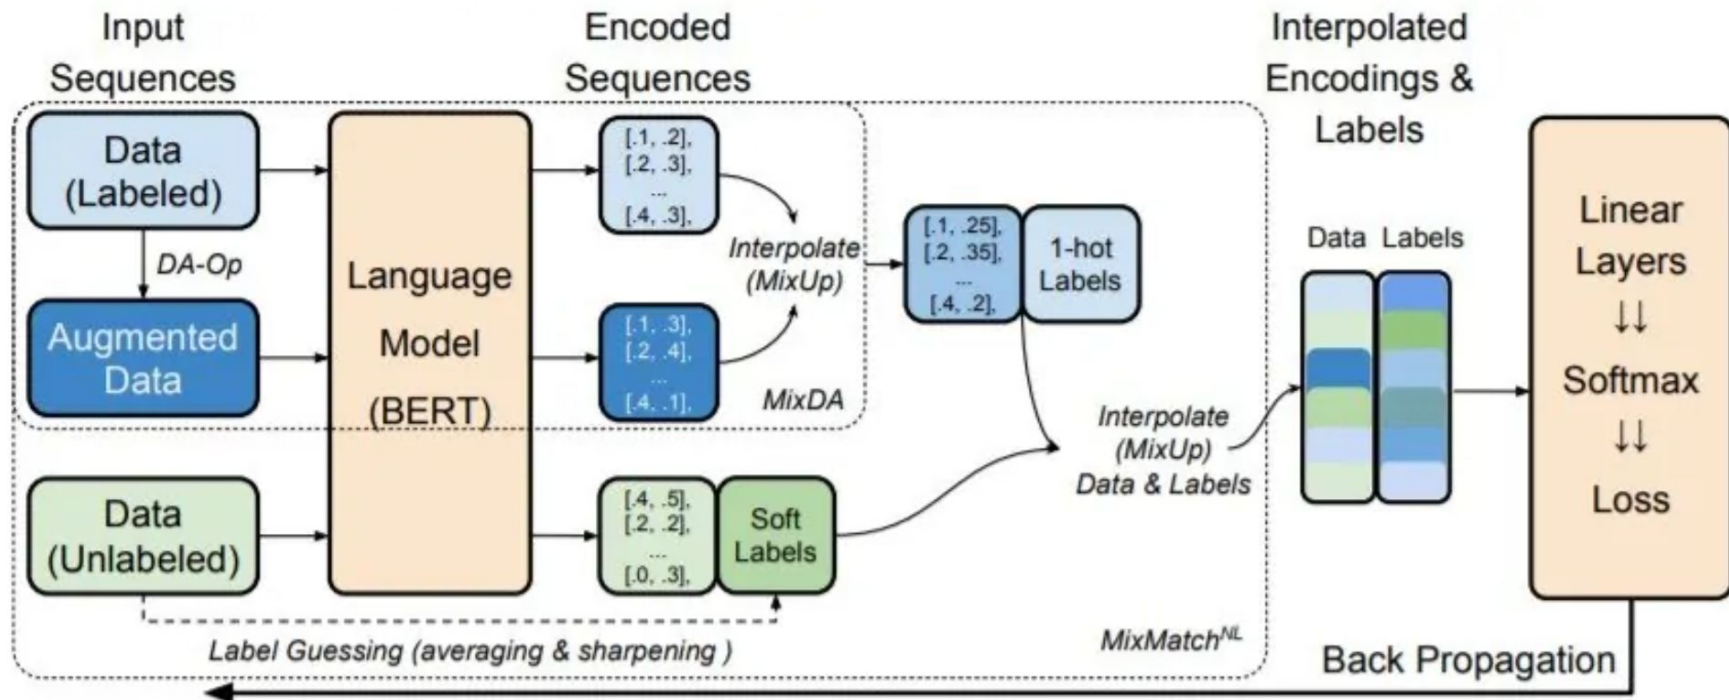 Input
Sequences
Encoded
Sequences
Interpolated
Encodings &
Labels
Data
(Labeled)
DA-Op
Augmented
Data
Data
(Unlabeled)
Language
Model
(BERT)
[.1, .2],
[.2, .3],
...
[.4, .3],
[.1, .3],
[.2, .4],
...
[.4, .1],
Interpolate
(MixUp)
MixDA
[.4, .5],
[.2, .2],
...
[.0, .3],
Soft
Labels
Label Guessing (averaging & sharpening )
[.1, .25],
[.2, .35],
...
[.4, .2],
1-hot
Labels
Interpolate
(MixUp)
Data & Labels
MixMatchNL
Data Labels
Linear
Layers
↓↓
Softmax
↓↓
Loss
Back Propagation